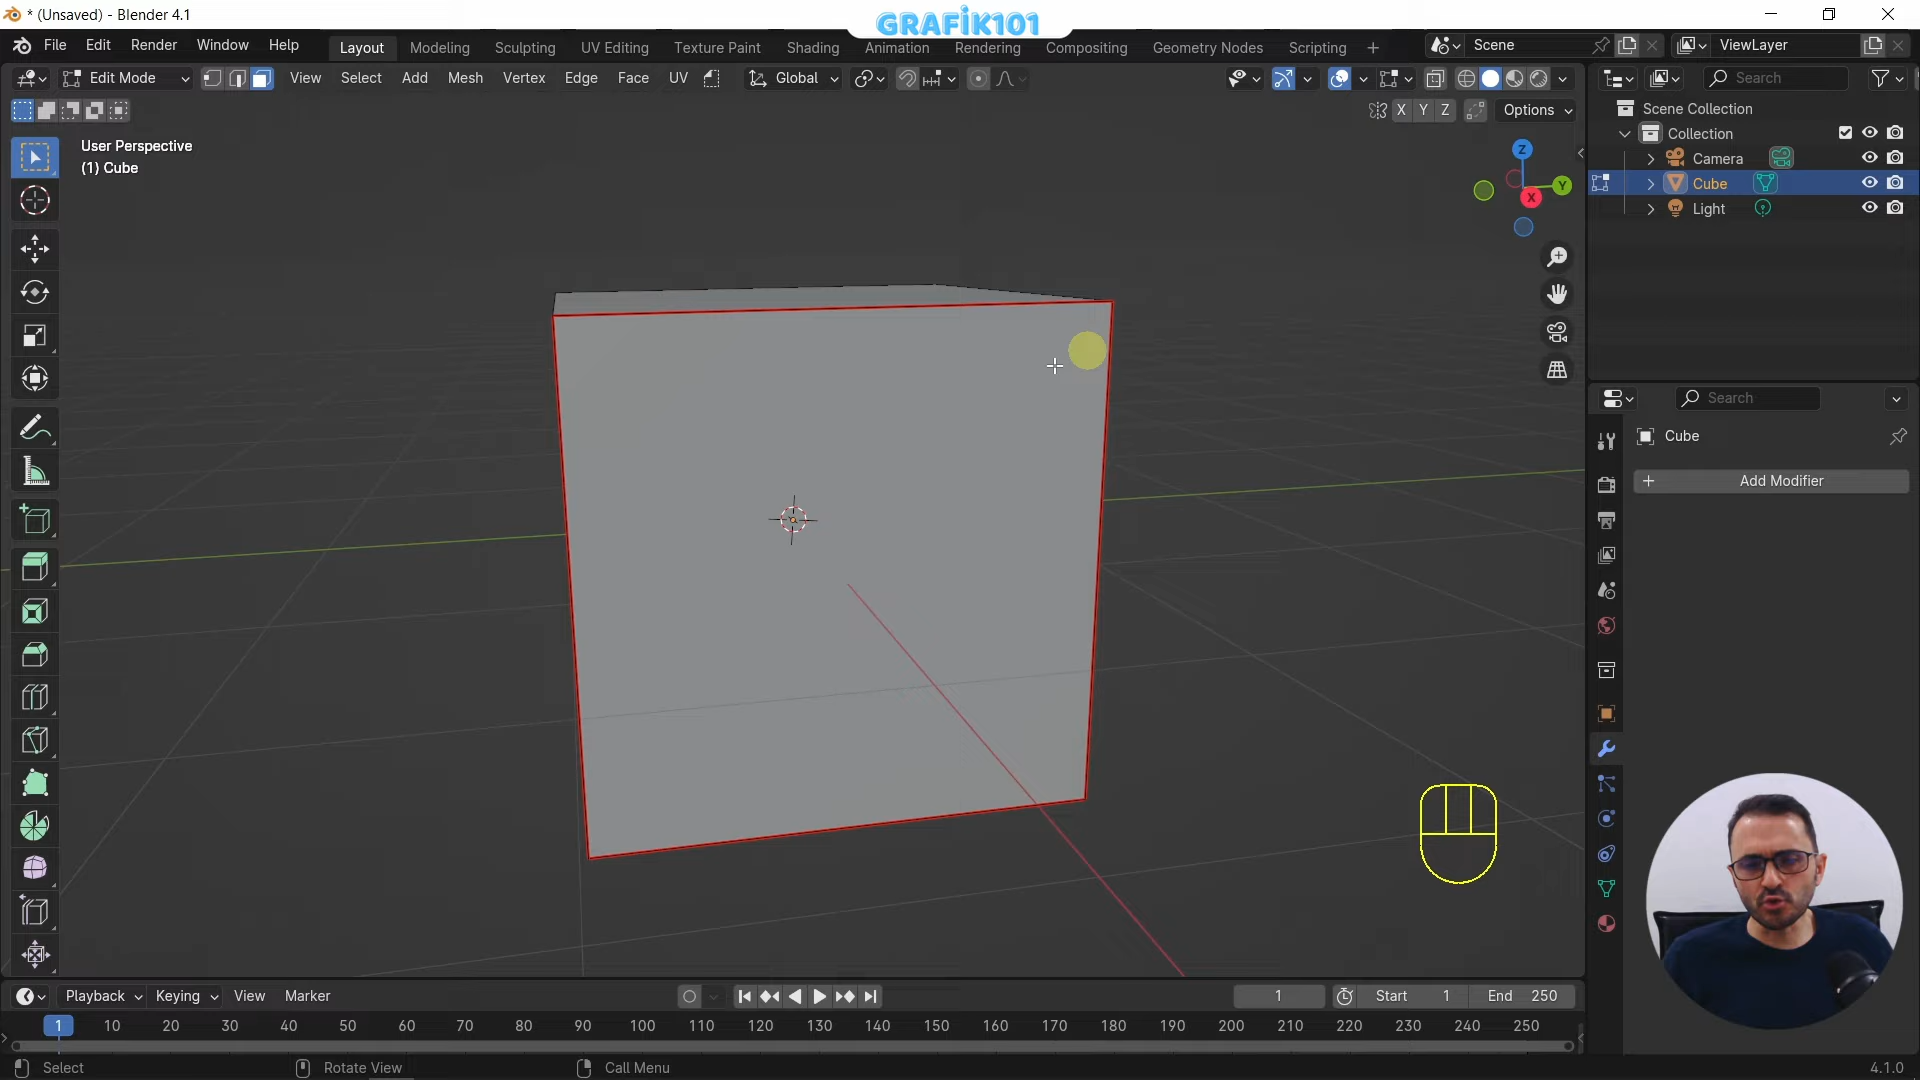 * (Unsaved) - Blender 4.1
GRAFİK101
File Edit Render Window Help
Layout Modeling Sculpting UV Editing Texture Paint Shading Animation Rendering Compositing Geometry Nodes Scripting +
Scene
ViewLayer
Edit Mode
View Select Add Mesh Vertex Edge Face UV
Global
Search
X Y Z
Options
Scene Collection
Collection
Camera
Cube
Light
User Perspective
(1) Cube
Z
Y
X
Search
Cube
+ Add Modifier
Playback Keying View Marker
1
Start 1
End 250
1 10 20 30 40 50 60 70 80 90 100 110 120 130 140 150 160 170 180 190 200 210 220 230 240 250
Select
Rotate View
Call Menu
4.1.0